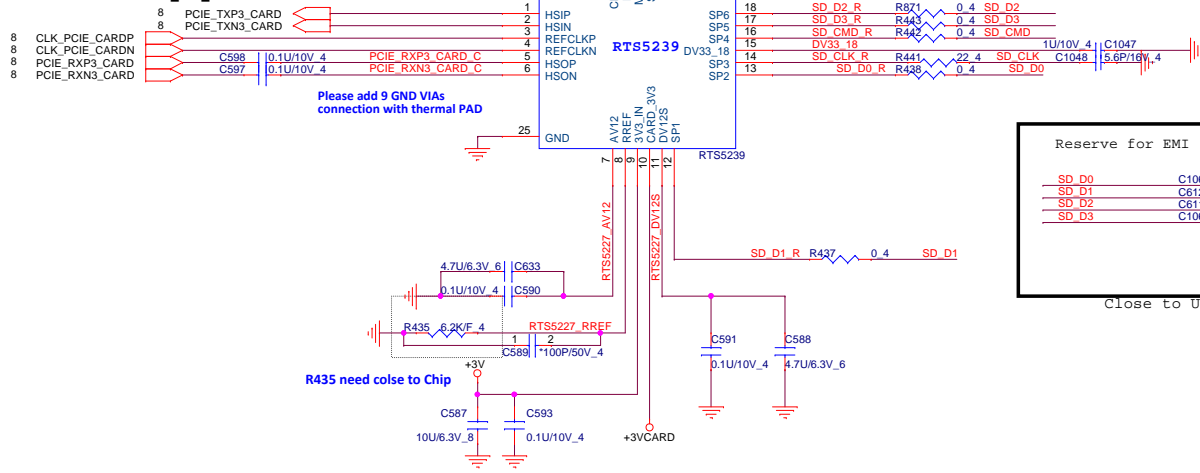 8 PCIE_TXP3_CARD
8 PCIE_TXN3_CARD
8 CLK_PCIE_CARDP
8 CLK_PCIE_CARDN
8 PCIE_RXP3_CARD
8 PCIE_RXN3_CARD
C598 0.1U/10V_4 PCIE_RXP3_CARD_C
C597 0.1U/10V_4 PCIE_RXN3_CARD_C
1 HSIP
2 HSIN
3 REFCLKP
4 REFCLKN
5 HSOP
6 HSON
25 GND
RTS5239
SP6 18 SD_D2_R R871 0_4 SD_D2
SP5 17 SD_D3_R R443 0_4 SD_D3
SP4 16 SD_CMD_R R442 0_4 SD_CMD
DV33_18 15 DV33_18 1U/10V_4 C1047
SP3 14 SD_CLK_R R441 22_4 SD_CLK C1048 5.6P/16V_4
SP2 13 SD_D0_R R438 0_4 SD_D0
Please add 9 GND VIAs
connection with thermal PAD
AV12
RREF
3V3_IN
CARD_3V3
DV12S
SP1
7
8
9
10
11
12
RTS5239
Reserve for EMI
SD_D0
SD_D1
SD_D2
SD_D3
Close to
RTS5227_AV12
RTS5227_DV12S
SD_D1_R R437 0_4 SD_D1
4.7U/6.3V_6 C633
0.1U/10V_4 C590
R435 6.2K/F_4 RTS5227_RREF
1 2
C589 *100P/50V_4
R435 need colse to Chip
+3V
C587
10U/6.3V_8
C593
0.1U/10V_4
+3VCARD
C591
0.1U/10V_4
C588
4.7U/6.3V_6